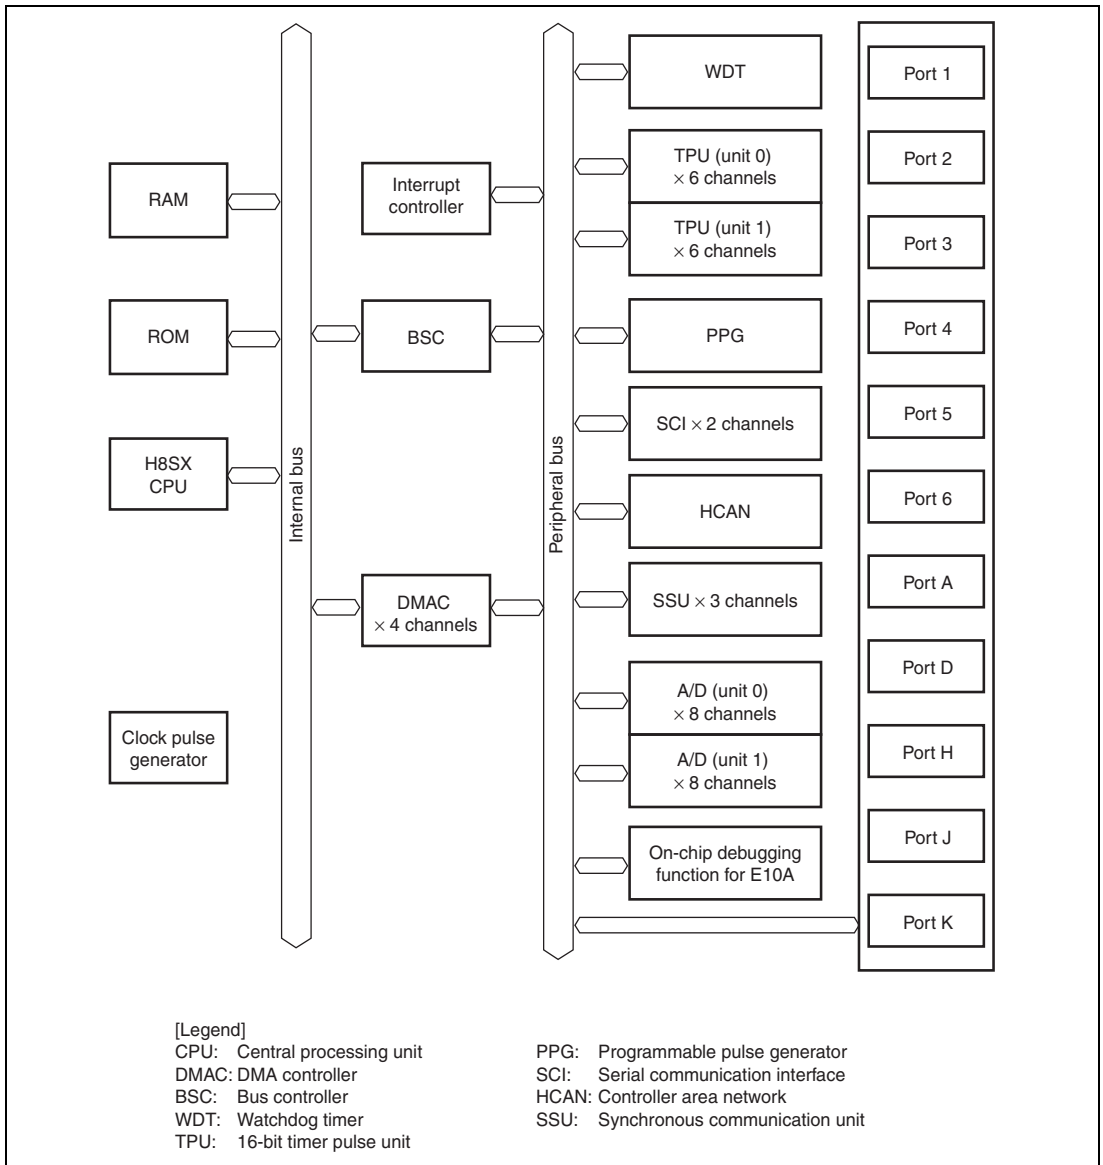 RAM
ROM
H8SX
CPU
Clock pulse
generator
Internal bus
Interrupt
controller
BSC
DMAC
× 4 channels
Peripheral bus
WDT
TPU (unit 0)
× 6 channels
TPU (unit 1)
× 6 channels
PPG
SCI × 2 channels
HCAN
SSU × 3 channels
A/D (unit 0)
× 8 channels
A/D (unit 1)
× 8 channels
On-chip debugging
function for E10A
Port 1
Port 2
Port 3
Port 4
Port 5
Port 6
Port A
Port D
Port H
Port J
Port K
[Legend]
CPU: Central processing unit
DMAC: DMA controller
BSC: Bus controller
WDT: Watchdog timer
TPU: 16-bit timer pulse unit
PPG: Programmable pulse generator
SCI: Serial communication interface
HCAN: Controller area network
SSU: Synchronous communication unit